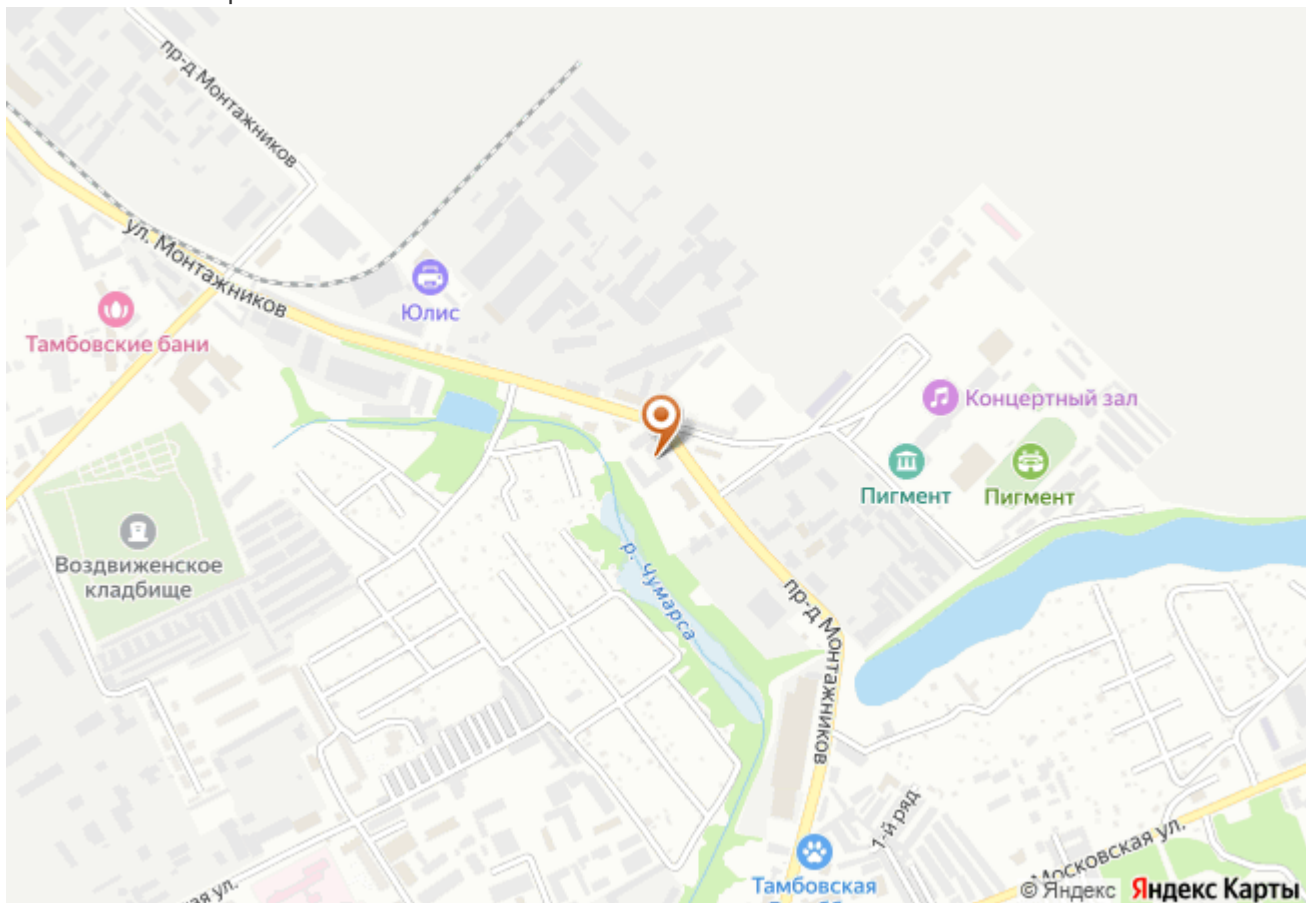 пр-д Монтажников
ул. Монтажников
Юлис
Тамбовские бани
Концертный зал
Пигмент
Пигмент
Воздвиженское
кладбище
р. Чумарса
пр-д Монтажников
1-й ряд
Московская ул.
ая ул.
Тамбовская
© Яндекс Яндекс Карты